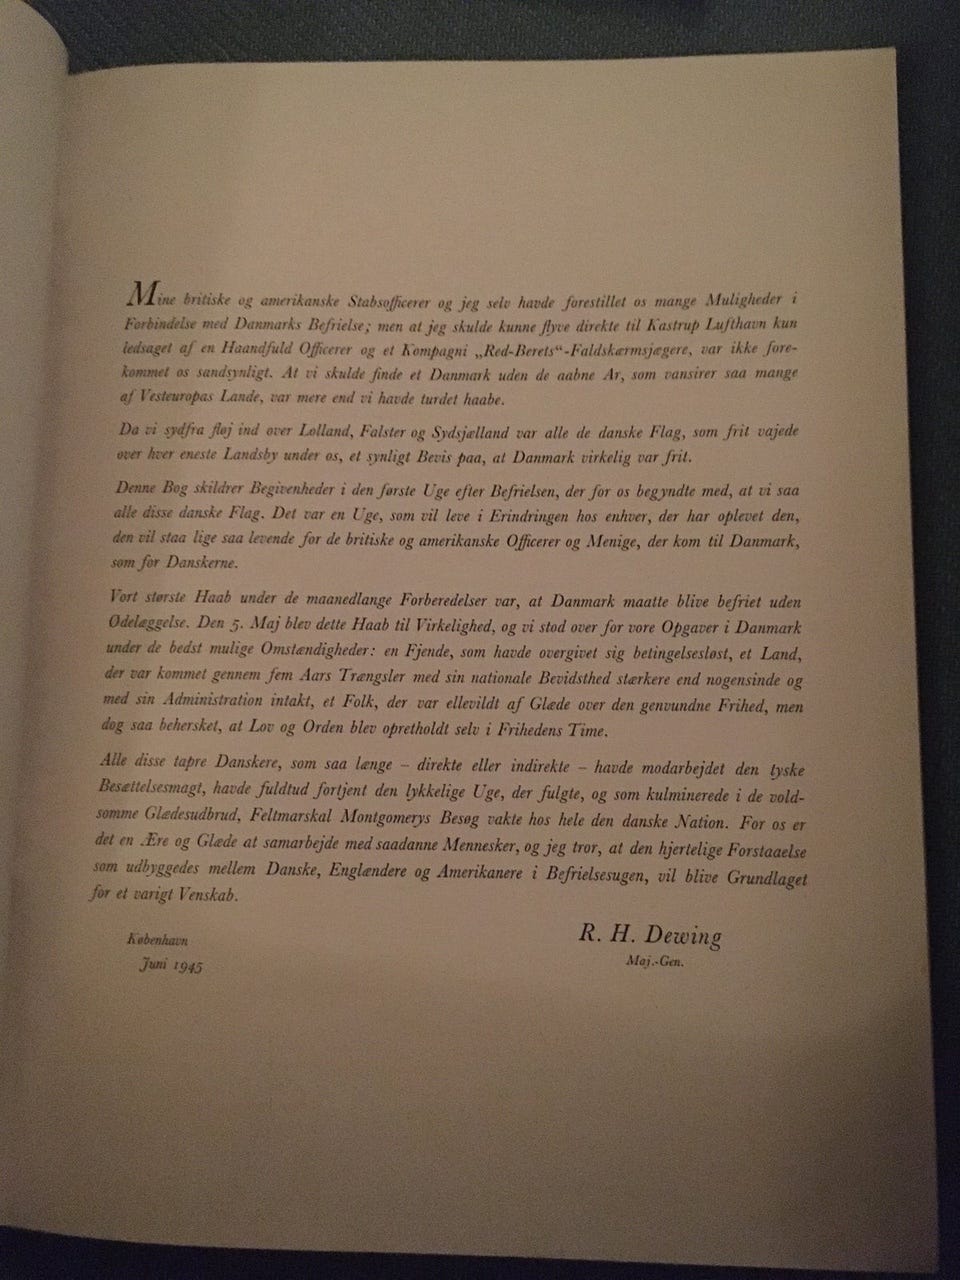 Mine britiske og amerikanske Stabsofficerer og jeg selv havde forestillet os mange Muligheder i
Forbindelse med Danmarks Befrielse; men at jeg skulde kunne flyve direkte til Kastrup Lufthavn kun
ledsaget af en Haandfuld Officerer og et Kompagni „Red-Berets“-Faldskærmsjægere, var ikke fore-
kommet os sandsynligt. At vi skulde finde et Danmark uden de aabne Ar, som vansirer saa mange
af Vesteuropas Lande, var mere end vi havde turdet haabe.
Da vi sydfra fløj ind over Lolland, Falster og Sydsjælland var alle de danske Flag, som frit vajede
over hver eneste Landsby under os, et synligt Bevis paa, at Danmark virkelig var frit.
Denne Bog skildrer Begivenheder i den første Uge efter Befrielsen, der for os begyndte med, at vi saa
alle disse danske Flag. Det var en Uge, som vil leve i Erindringen hos enhver, der har oplevet den,
den vil staa lige saa levende for de britiske og amerikanske Officerer og Menige, der kom til Danmark,
som for Danskerne.
Vort største Haab under de maanedlange Forberedelser var, at Danmark maatte blive befriet uden
Ødelæggelse. Den 5. Maj blev dette Haab til Virkelighed, og vi stod over for vore Opgaver i Danmark
under de bedst mulige Omstændigheder: en Fjende, som havde overgivet sig betingelsesløst, et Land,
der var kommet gennem fem Aars Trængsler med sin nationale Bevidsthed stærkere end nogensinde og
med sin Administration intakt, et Folk, der var ellevildt af Glæde over den genvundne Frihed, men
dog saa behersket, at Lov og Orden blev opretholdt selv i Frihedens Time.
Alle disse tapre Danskere, som saa længe – direkte eller indirekte – havde modarbejdet den tyske
Besættelsesmagt, havde fuldtud fortjent den lykkelige Uge, der fulgte, og som kulminerede i de vold-
somme Glædesudbrud, Feltmarskal Montgomerys Besøg vakte hos hele den danske Nation. For os er
det en Ære og Glæde at samarbejde med saadanne Mennesker, og jeg tror, at den hjertelige Forstaaelse
som udbyggedes mellem Danske, Englændere og Amerikanere i Befrielsesugen, vil blive Grundlaget
for et varigt Venskab.
R. H. Dewing
København
Maj.-Gen.
Juni 1945